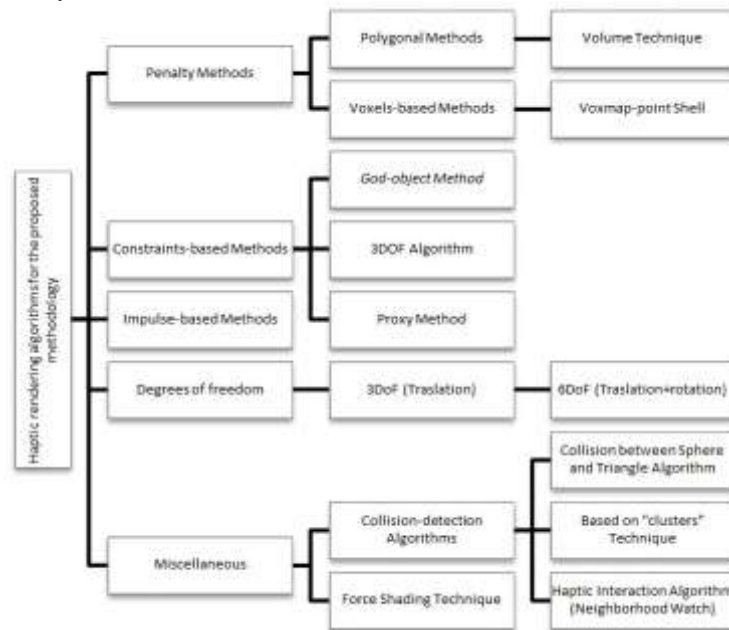 Haptic rendering algorithms for the proposed
methodology
Penalty Methods
Polygonal Methods
Volume Technique
Voxels-based Methods
Voxmap-point Shell
Constraints-based Methods
God-object Method
3DOF Algorithm
Proxy Method
Impulse-based Methods
Degrees of freedom
3DoF (Traslation)
6DoF (Traslation+rotation)
Miscellaneous
Collision-detection
Algorithms
Collision between Sphere
and Triangle Algorithm
Based on "clusters"
Technique
Haptic Interaction Algorithm
(Neighborhood Watch)
Force Shading Technique